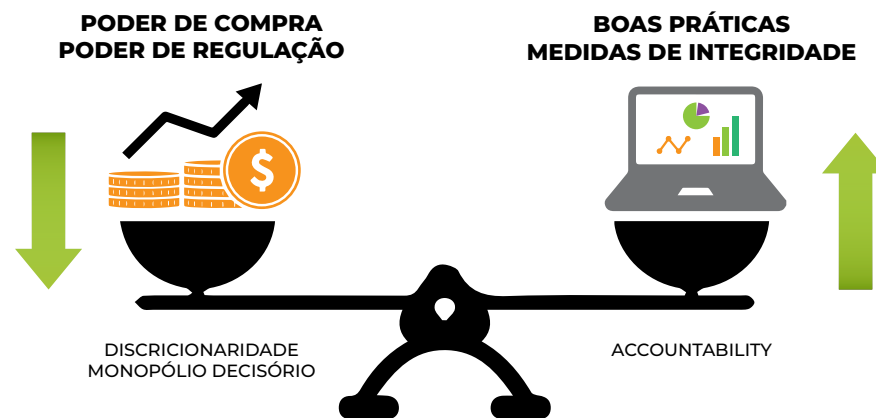 PODER DE COMPRA
PODER DE REGULAÇÃO
BOAS PRÁTICAS
MEDIDAS DE INTEGRIDADE
$
DISCRICIONARIDADE
MONOPÓLIO DECISÓRIO
ACCOUNTABILITY